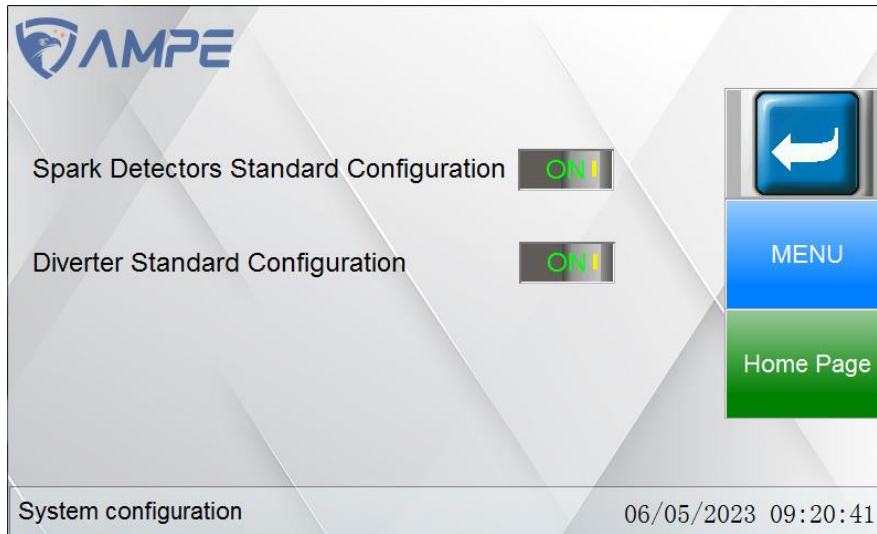 AMPE
Spark Detectors Standard Configuration ON
Diverter Standard Configuration ON
MENU
Home Page
System configuration 06/05/2023 09:20:41